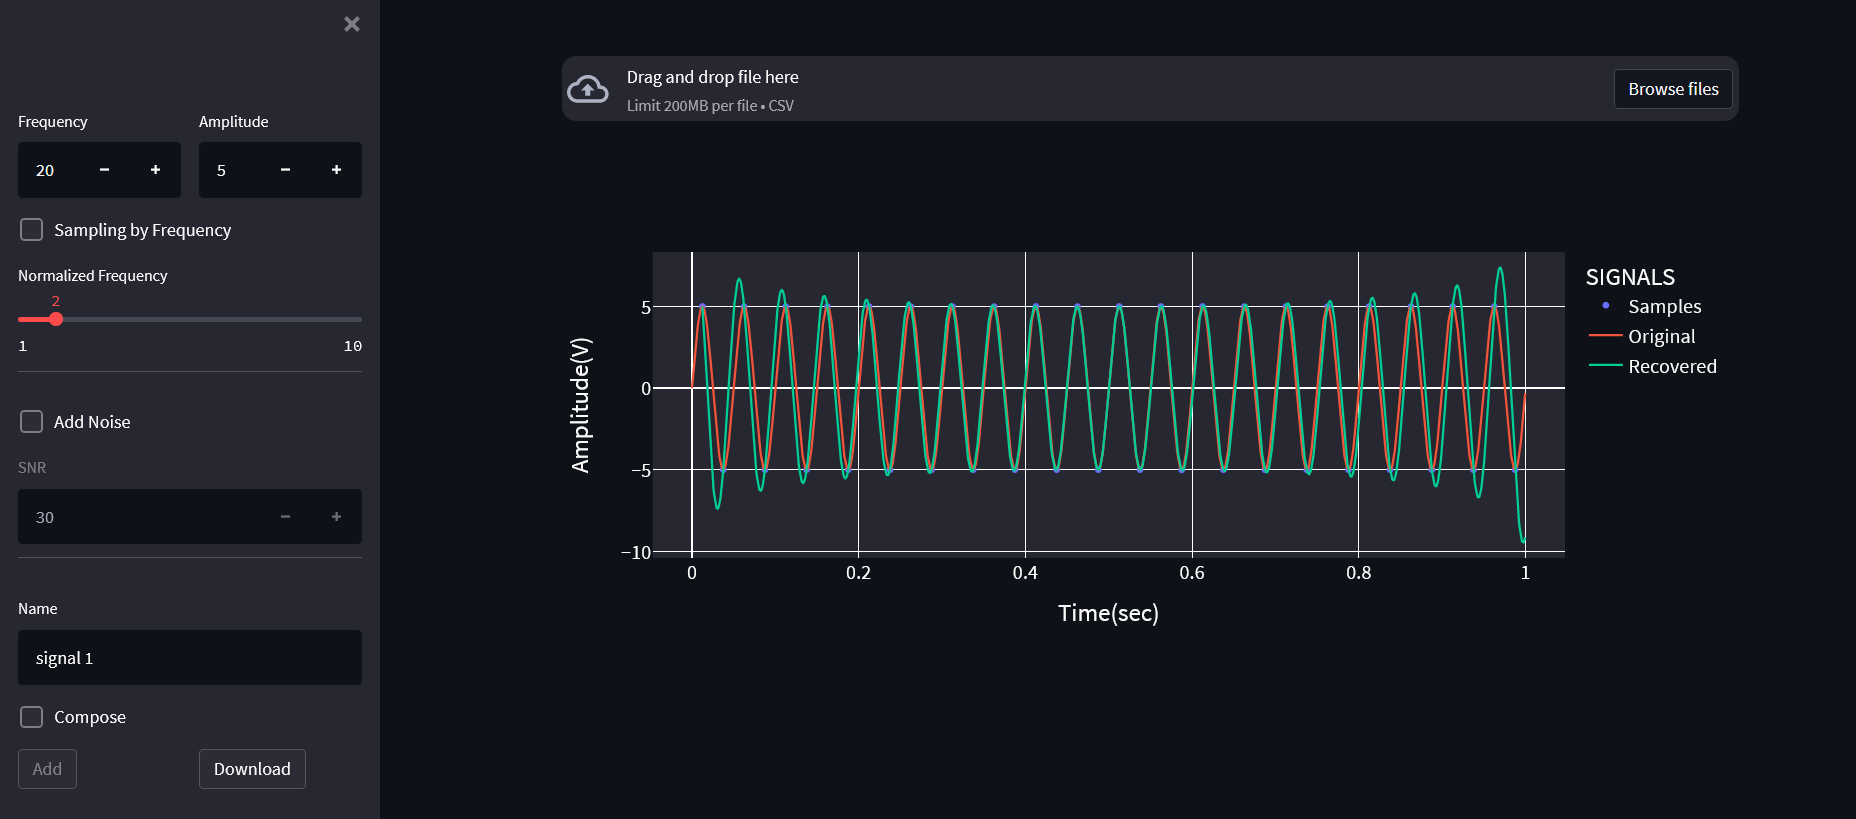 Frequency
Amplitude
20
5
Sampling by Frequency
Normalized Frequency
2
1
10
Add Noise
SNR
30
Name
signal 1
Compose
Add
Download
Drag and drop file here
Limit 200MB per file • CSV
Browse files
SIGNALS
Samples
Original
Recovered
Amplitude(V)
5
0
−5
−10
0
0.2
0.4
0.6
0.8
1
Time(sec)